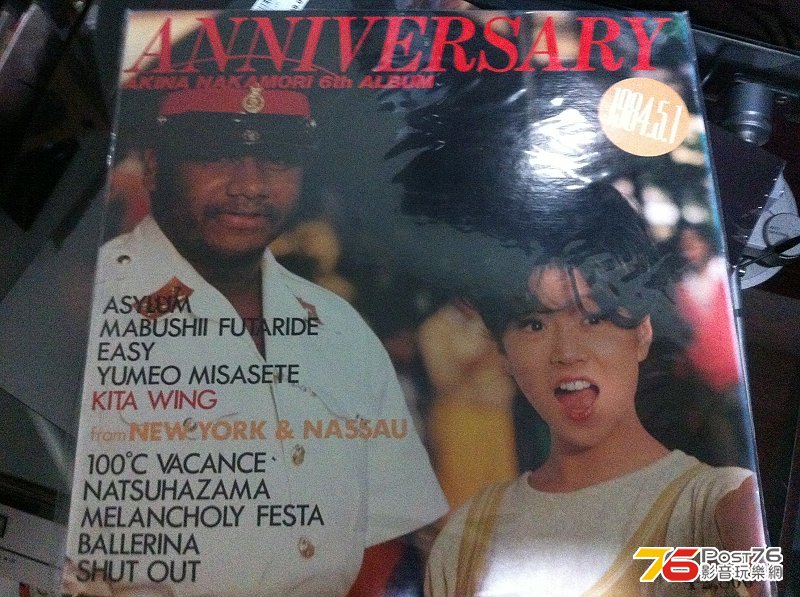 ANNIVERSARY
AKINA NAKAMORI 6th ALBUM
1984.5.1
ASYLUM
MABUSHII FUTARIDE
EASY
YUMEO MISASETE
KITA WING
from NEW YORK & NASSAU
100°C VACANCE
NATSUHAZAMA
MELANCHOLY FESTA
BALLERINA
SHUT OUT
76 Post76
影音玩樂網